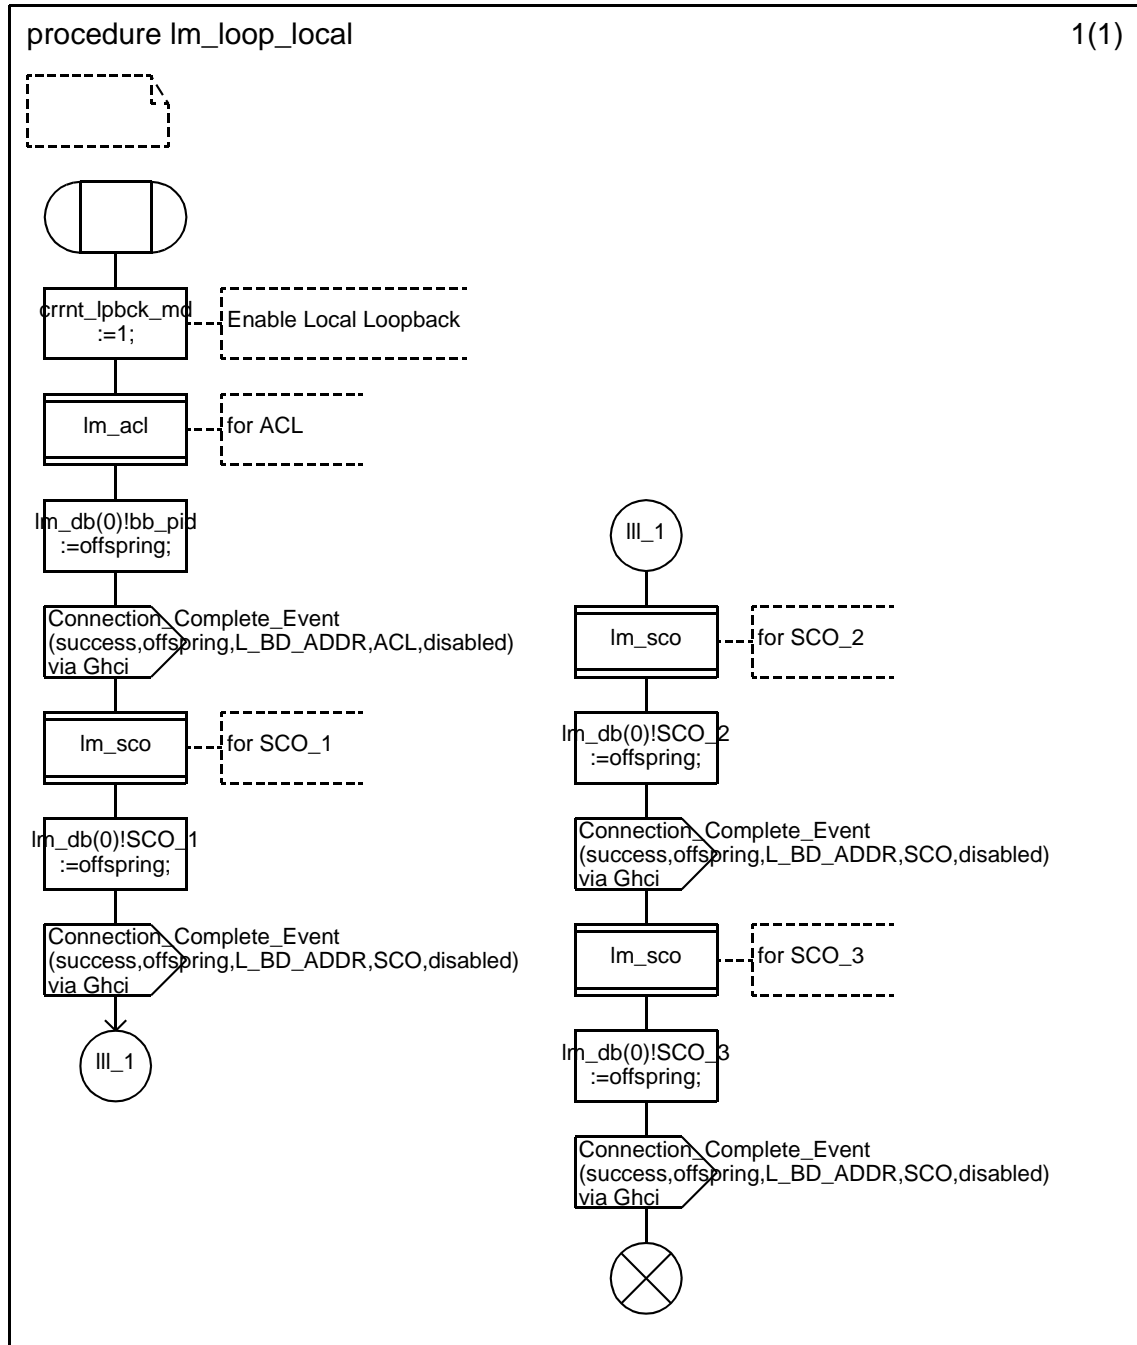 procedure lm_loop_local
1(1)
crrnt_lpbck_md
:=1;
Enable Local Loopback
lm_acl
for ACL
lm_db(0)!bb_pid
:=offspring;
Connection_Complete_Event
(success,offspring,L_BD_ADDR,ACL,disabled)
via Ghci
lm_sco
for SCO_1
lm_db(0)!SCO_1
:=offspring;
Connection_Complete_Event
(success,offspring,L_BD_ADDR,SCO,disabled)
via Ghci
lll_1
lll_1
lm_sco
for SCO_2
lm_db(0)!SCO_2
:=offspring;
Connection_Complete_Event
(success,offspring,L_BD_ADDR,SCO,disabled)
via Ghci
lm_sco
for SCO_3
lm_db(0)!SCO_3
:=offspring;
Connection_Complete_Event
(success,offspring,L_BD_ADDR,SCO,disabled)
via Ghci